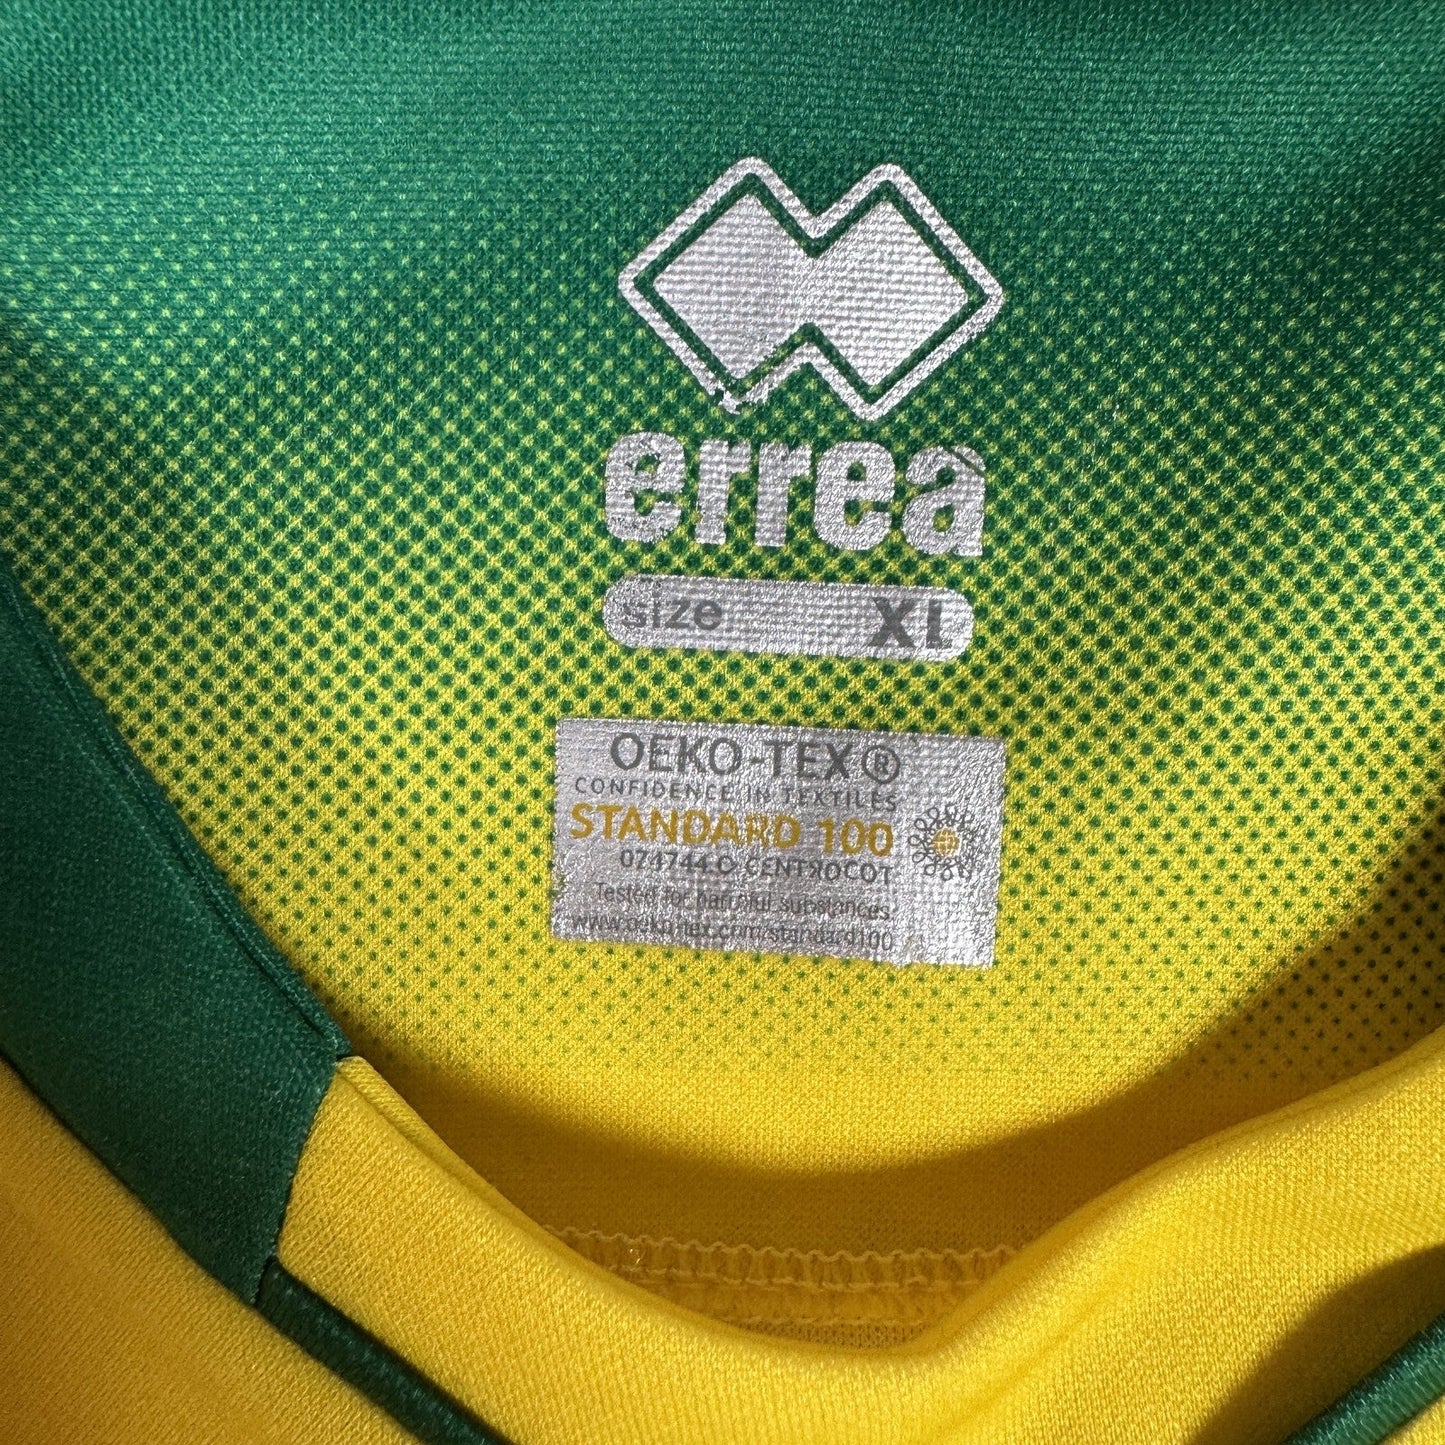 errea
size XL
OEKO-TEX®
CONFIDENCE IN TEXTILES
STANDARD 100
074744.O CENTROCOT
Tested for harmful substances
www.oeko-tex.com/standard100